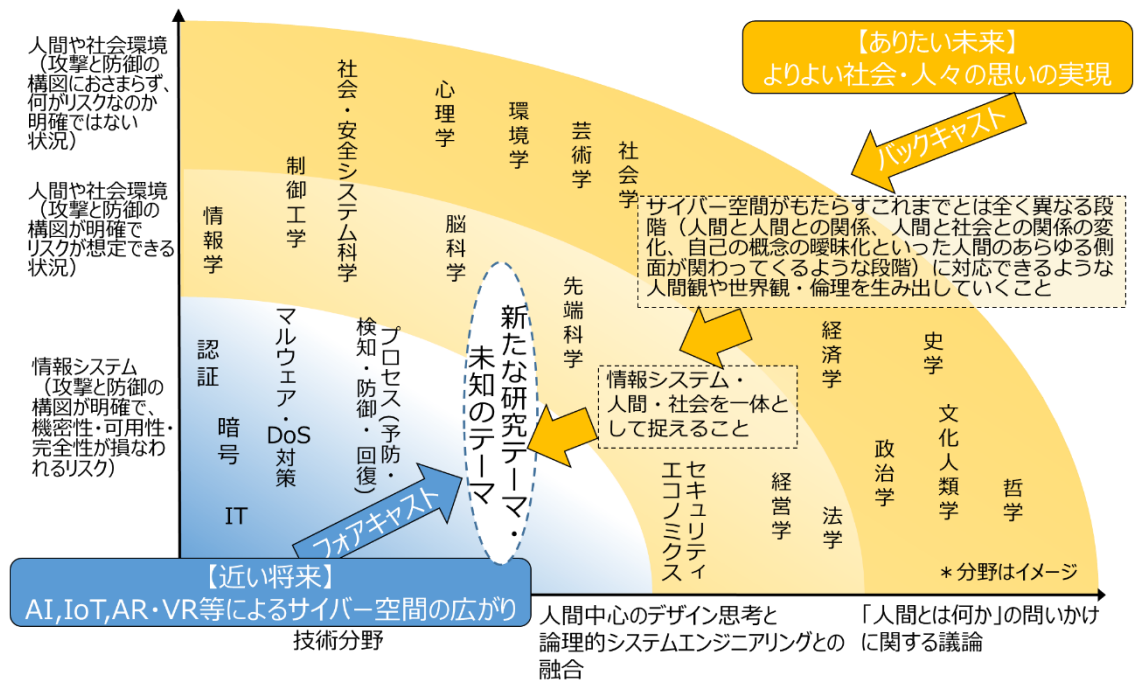 人間や社会環境
（攻撃と防御の
構図におさまらず、
何がリスクなのか
明確ではない
状況）
人間や社会環境
（攻撃と防御の
構図が明確で
リスクが想定できる
状況）
情報システム
（攻撃と防御の
構図が明確で、
機密性・可用性・
完全性が損なわ
れるリスク）
【ありたい未来】
よりよい社会・人々の思いの実現
バックキャスト
社会・安全システム科学
心理学
環境学
芸術学
社会学
制御工学
情報学
脳科学
先端科学
サイバー空間がもたらすこれまでとは全く異なる段
階（人間と人間との関係、人間と社会との関係の変
化、自己の概念の曖昧化といった人間のあらゆる側
面が関わってくるような段階）に対応できるような
人間観や世界観・倫理を生み出していくこと
情報システム・
人間・社会を一体と
して捉えること
新たな研究テーマ・
未知のテーマ
認証
暗号
IT
マルウェア・
DoS
対策
プロセス（予防・
検知・防御・回復）
フォアキャスト
経済学
史学
政治学
文化人類学
哲学
セキュリティ
エコノミクス
経営学
法学
＊分野はイメージ
【近い将来】
AI,IoT,AR・VR等によるサイバー空間の広がり
技術分野
人間中心のデザイン思考と
論理的システムエンジニアリングとの
融合
「人間とは何か」の問いかけ
に関する議論